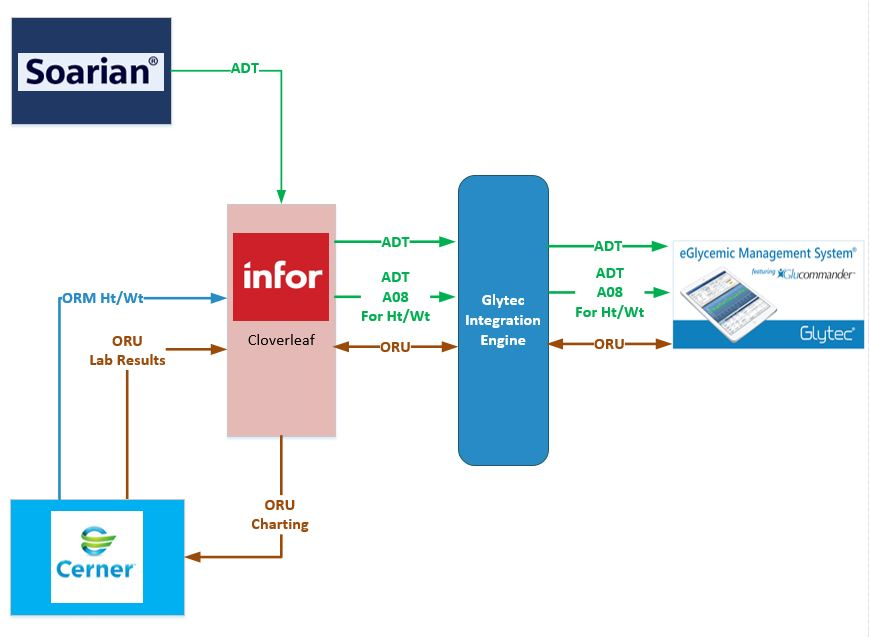 Soarian®
ADT
infor
Cloverleaf
ORM Ht/Wt
ORU
Lab Results
ORU
Charting
Cerner
ADT
ADT
A08
For Ht/Wt
ORU
Glytec
Integration
Engine
ADT
ADT
A08
For Ht/Wt
ORU
eGlycemic Management System®
featuring Glucommander™
Glytec®